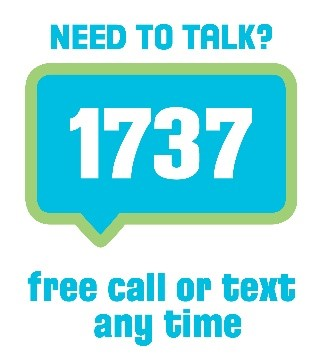 NEED TO TALK?
1737
free call or text
any time